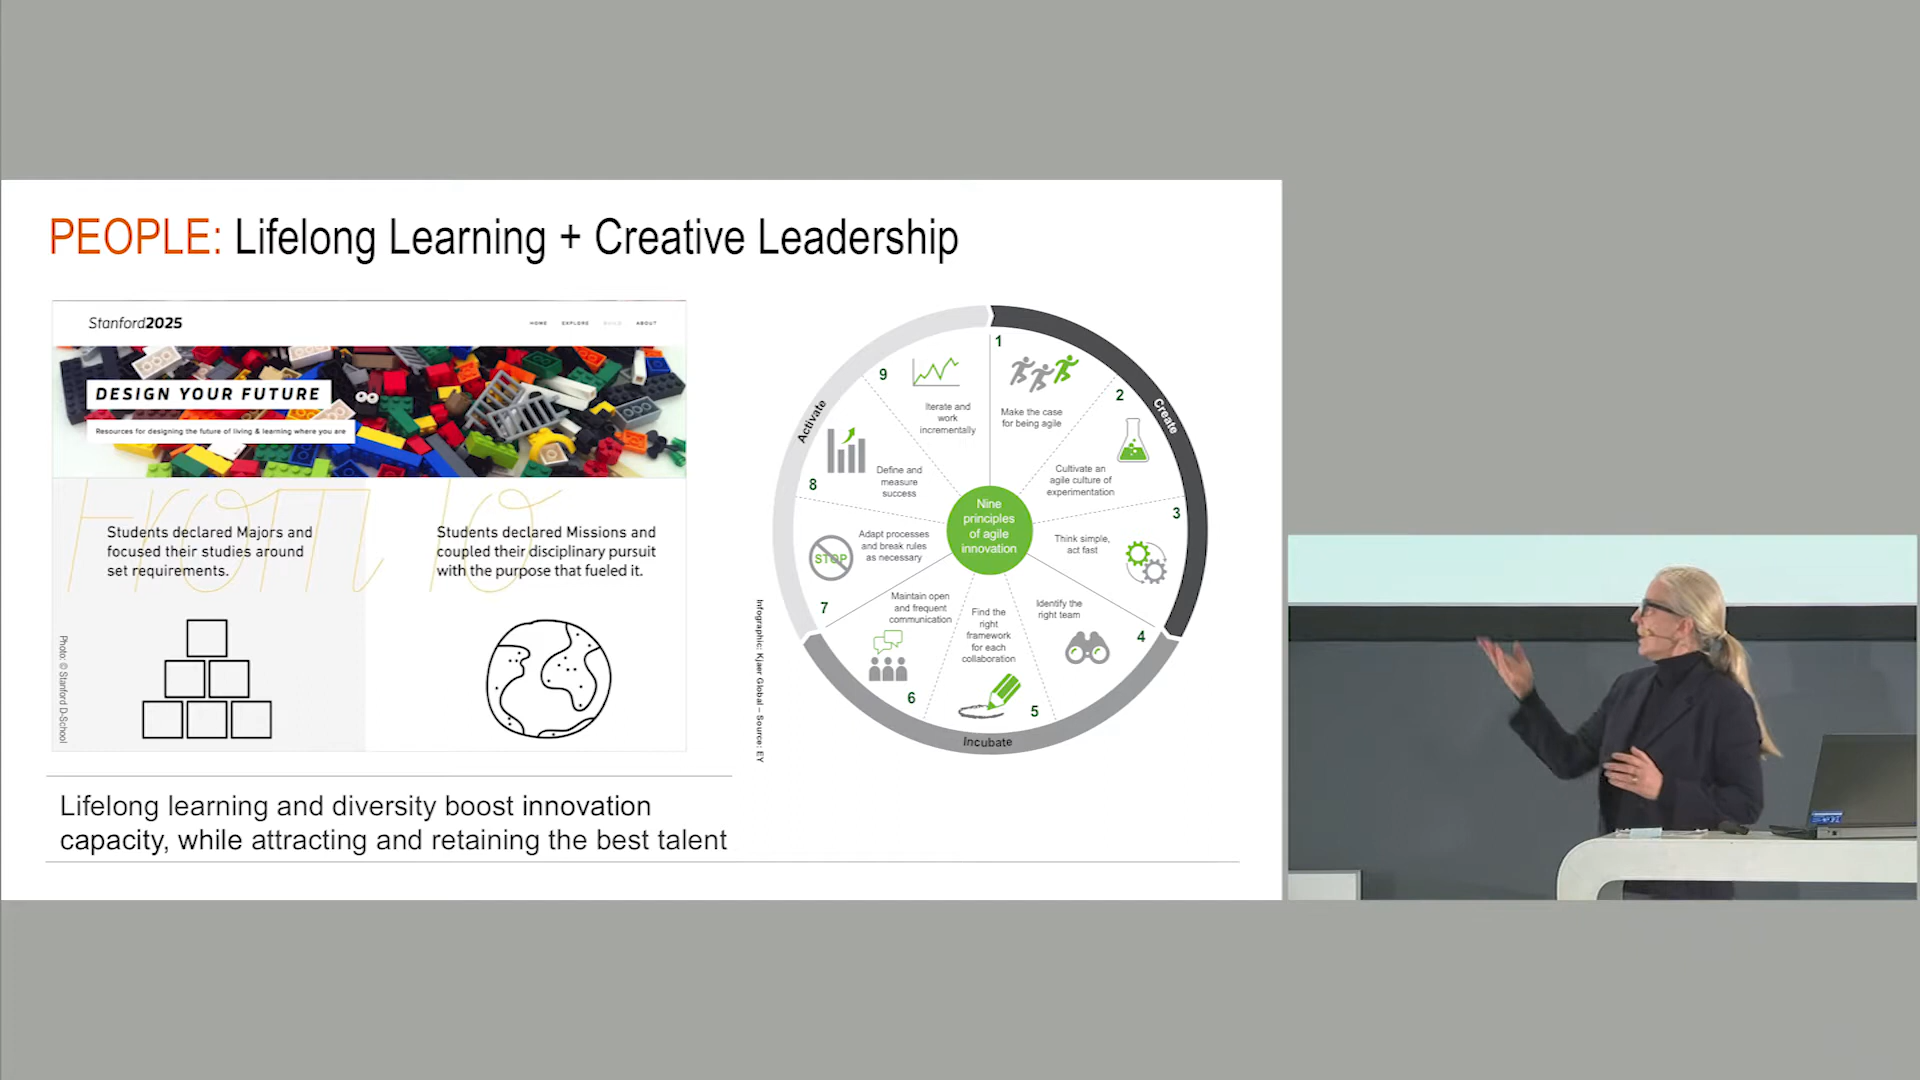 PEOPLE: Lifelong Learning + Creative Leadership
Stanford2025
HOME EXPLORE BUILD ABOUT
DESIGN YOUR FUTURE
Resources for designing the future of living & learning where you are
From To
Students declared Majors and
focused their studies around
set requirements.
Students declared Missions and
coupled their disciplinary pursuit
with the purpose that fueled it.
Photo: © Stanford D-School
Lifelong learning and diversity boost innovation
capacity, while attracting and retaining the best talent
Infographic: Kjaer Global – Source: EY
Nine
principles
of agile
innovation
Create
1
Make the case
for being agile
2
Cultivate an
agile culture of
experimentation
3
Think simple,
act fast
Incubate
4
Identify the
right team
5
Find the
right
framework
for each
collaboration
6
Maintain open
and frequent
communication
Activate
7
Adapt processes
and break rules
as necessary
STOP
8
Define and
measure
success
9
Iterate and
work
incrementally